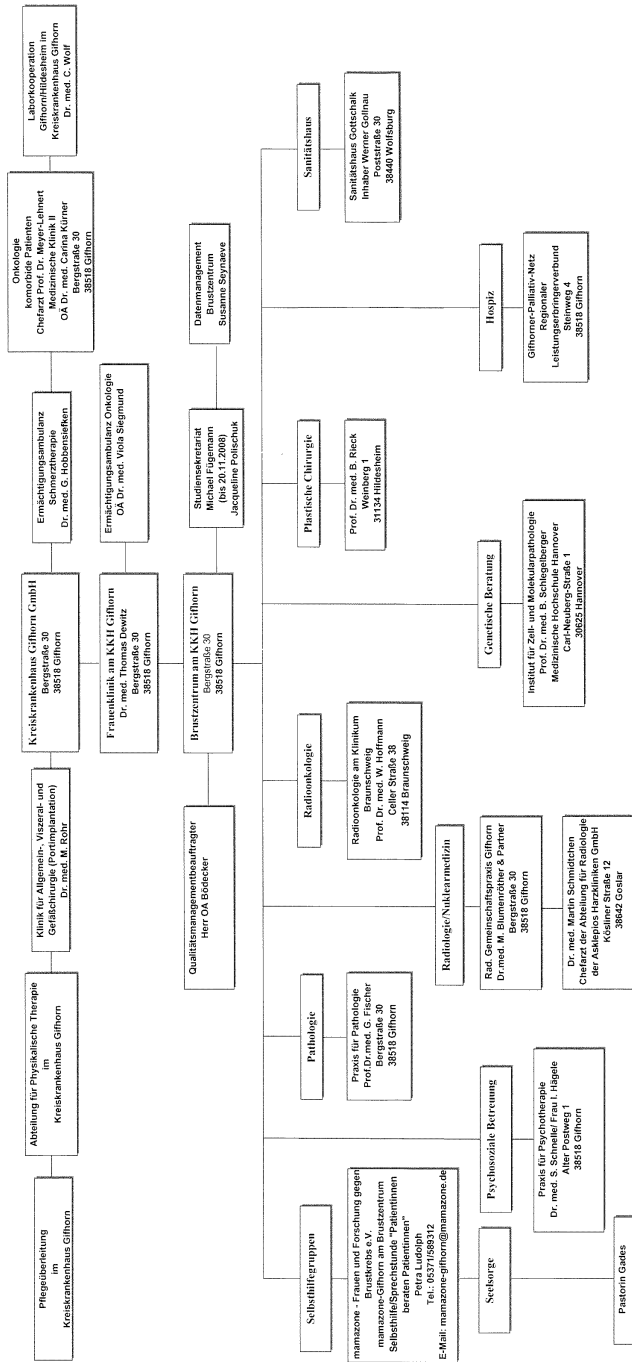 Pflegeüberleitung
im
Kreiskrankenhaus Gifhorn
Abteilung für Physikalische Therapie
im
Kreiskrankenhaus Gifhorn
Klinik für Allgemein-, Viszeral- und
Gefäßchirurgie (Portimplantation)
Dr. med. M. Rohr
Kreiskrankenhaus Gifhorn GmbH
Bergstraße 30
38518 Gifhorn
Ermächtigungsambulanz
Schmerztherapie
Dr. med. G. Hobbensiefken
Onkologie
komorbide Patienten
Chefarzt Prof. Dr. Meyer-Lehnert
Medizinische Klinik II
OÄ Dr. med. Carina Kürner
Bergstraße 30
38518 Gifhorn
Laborkooperation
Gifhorn/Hildesheim im
Kreiskrankenhaus Gifhorn
Dr. med. C. Wolf
Frauenklinik am KKH Gifhorn
Dr. med. Thomas Dewitz
Bergstraße 30
38518 Gifhorn
Ermächtigungsambulanz Onkologie
OÄ Dr. med. Viola Siegmund
Qualitätsmanagementbeauftragter
Herr OA Bödecker
Brustzentrum am KKH Gifhorn
Bergstraße 30
38518 Gifhorn
Studiensekretariat
Michael Fügemann
(bis 20.11.2008)
Jacqueline Polischuk
Datenmanagement
Brustzentrum
Susanne Seynaeve
Selbsthilfegruppen
mamazone - Frauen und Forschung gegen
Brustkrebs e.V.
mamazone-Gifhorn am Brustzentrum
Selbsthilfe/Sprechstunde "Patientinnen
beraten Patientinnen"
Petra Ludolph
Tel.: 05371/589312
E-Mail: mamazone-gifhorn@mamazone.de
Pathologie
Praxis für Pathologie
Prof.Dr.med. G. Fischer
Bergstraße 30
38518 Gifhorn
Radioonkologie
Radioonkologie am Klinikum
Braunschweig
Prof. Dr. med. W. Hoffmann
Celler Straße 38
38114 Braunschweig
Plastische Chirurgie
Prof. Dr. med. B. Rieck
Weinberg 1
31134 Hildesheim
Sanitätshaus
Sanitätshaus Gottschalk
Inhaber Werner Gollnau
Poststraße 30
38440 Wolfsburg
Seelsorge
Pastorin Gades
Psychosoziale Betreuung
Praxis für Psychotherapie
Dr. med. S. Schnelle/ Frau I. Hägele
Alter Postweg 1
38518 Gifhorn
Radiologie/Nuklearmedizin
Rad. Gemeinschaftspraxis Gifhorn
Dr.med. M. Blumenröther & Partner
Bergstraße 30
38518 Gifhorn
Dr. med. Martin Schmidtchen
Chefarzt der Abteilung für Radiologie
der Asklepios Harzkliniken GmbH
Kösliner Straße 12
38642 Goslar
Genetische Beratung
Institut für Zell- und Molekularpathologie
Prof. Dr. med. B. Schlegelberger
Medizinische Hochschule Hannover
Carl-Neuberg-Straße 1
30625 Hannover
Hospiz
Gifhorner-Palliativ-Netz
Regionaler
Leistungserbringerverbund
Steinweg 4
38518 Gifhorn